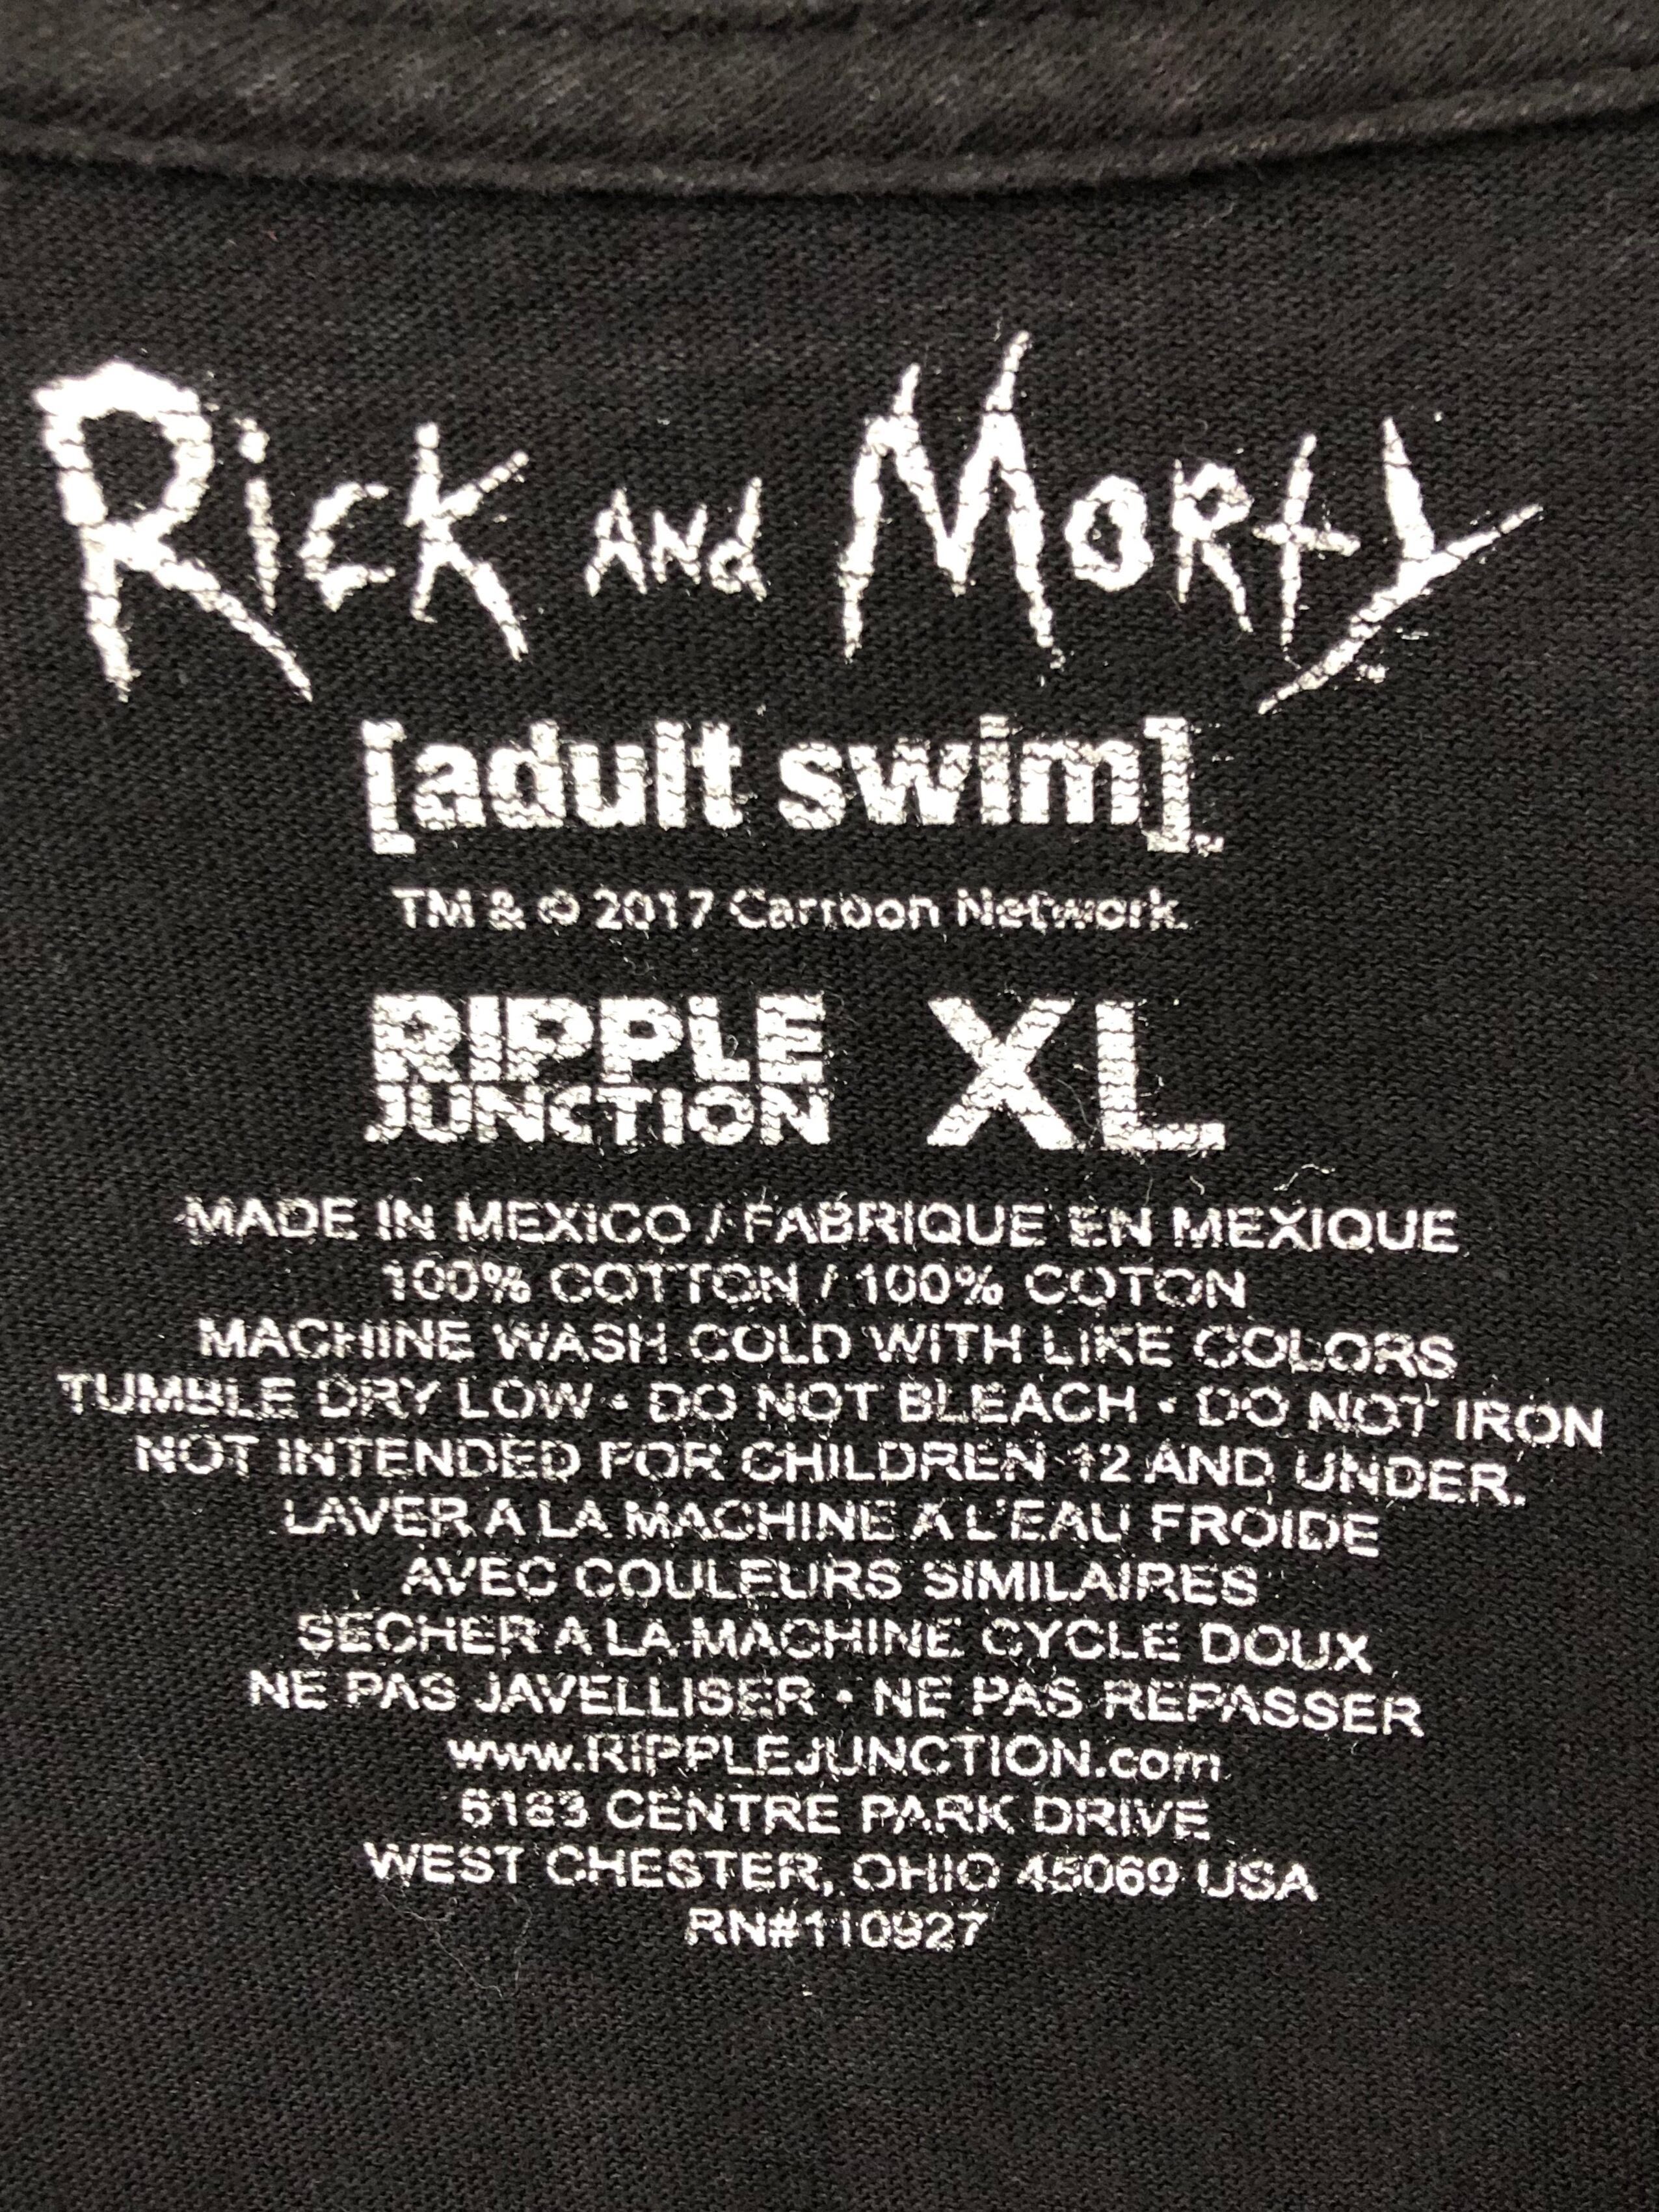 RicK AND MORty
TM
[adult swim]
TM & © 2017 Cartoon Network.
RIPPLE JUNCTION XL
MADE IN MEXICO / FABRIQUE EN MEXIQUE
100% COTTON / 100% COTON
MACHINE WASH COLD WITH LIKE COLORS
TUMBLE DRY LOW • DO NOT BLEACH • DO NOT IRON
NOT INTENDED FOR CHILDREN 12 AND UNDER.
LAVER A LA MACHINE A L'EAU FROIDE
AVEC COULEURS SIMILAIRES
SECHER A LA MACHINE CYCLE DOUX
NE PAS JAVELLISER • NE PAS REPASSER
www.RIPPLEJUNCTION.com
6183 CENTRE PARK DRIVE
WEST CHESTER, OHIO 45069 USA
RN#110927